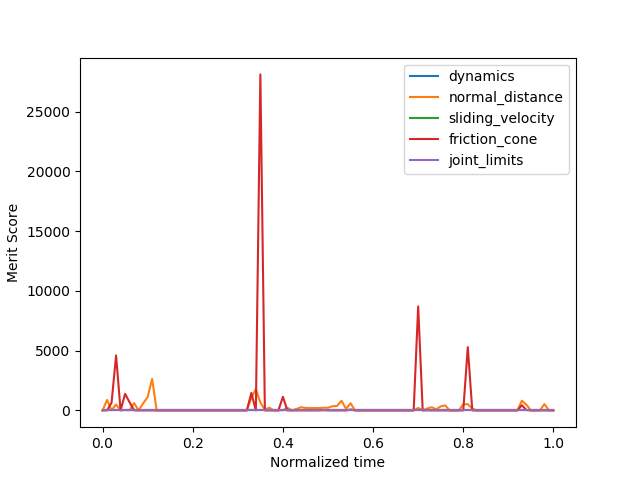 dynamics
normal_distance
sliding_velocity
friction_cone
joint_limits
25000
20000
15000
10000
5000
0
Merit Score
0.0 0.2 0.4 0.6 0.8 1.0
Normalized time